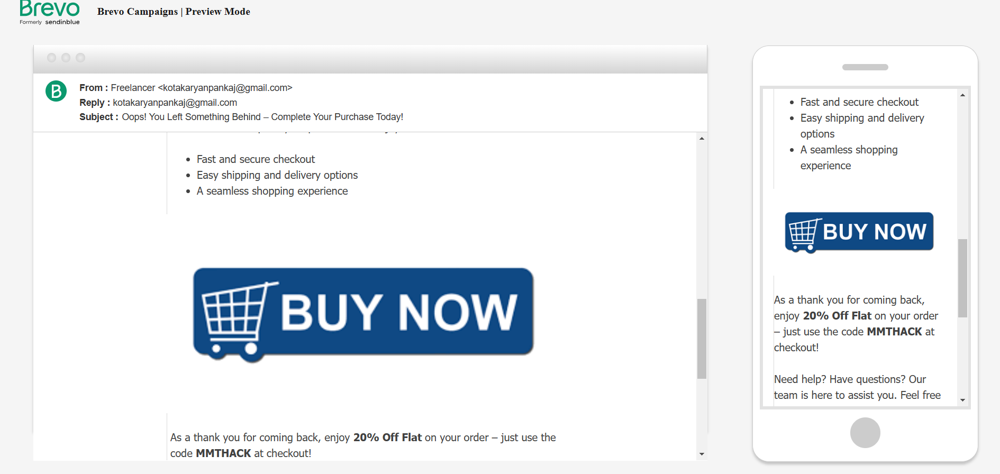 Brevo
Formerly sendinblue
Brevo Campaigns | Preview Mode
B
From : Freelancer <kotakaryanpankaj@gmail.com>
Reply : kotakaryanpankaj@gmail.com
Subject : Oops! You Left Something Behind – Complete Your Purchase Today!
• Fast and secure checkout
• Easy shipping and delivery options
• A seamless shopping experience
BUY NOW
As a thank you for coming back, enjoy 20% Off Flat on your order – just use the
code MMTHACK at checkout!
• Fast and secure checkout
• Easy shipping and delivery
options
• A seamless shopping
experience
BUY NOW
As a thank you for coming back,
enjoy 20% Off Flat on your order
– just use the code MMTHACK at
checkout!
Need help? Have questions? Our
team is here to assist you. Feel free